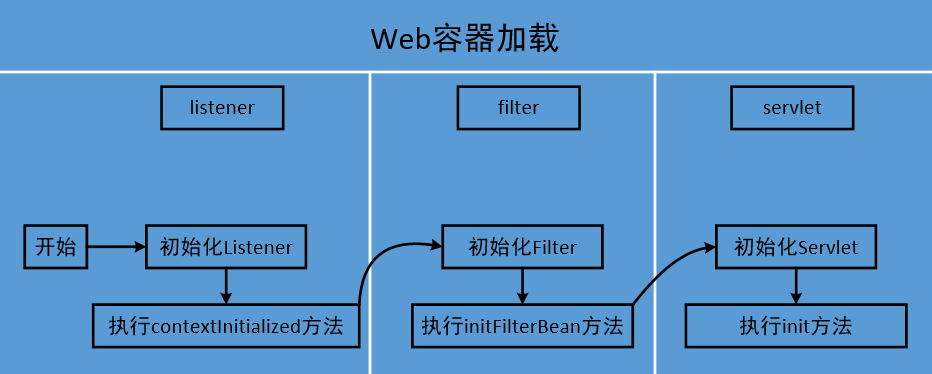 Web容器加载
listener
filter
servlet
开始
初始化Listener
初始化Filter
初始化Servlet
执行contextInitialized方法
执行initFilterBean方法
执行init方法